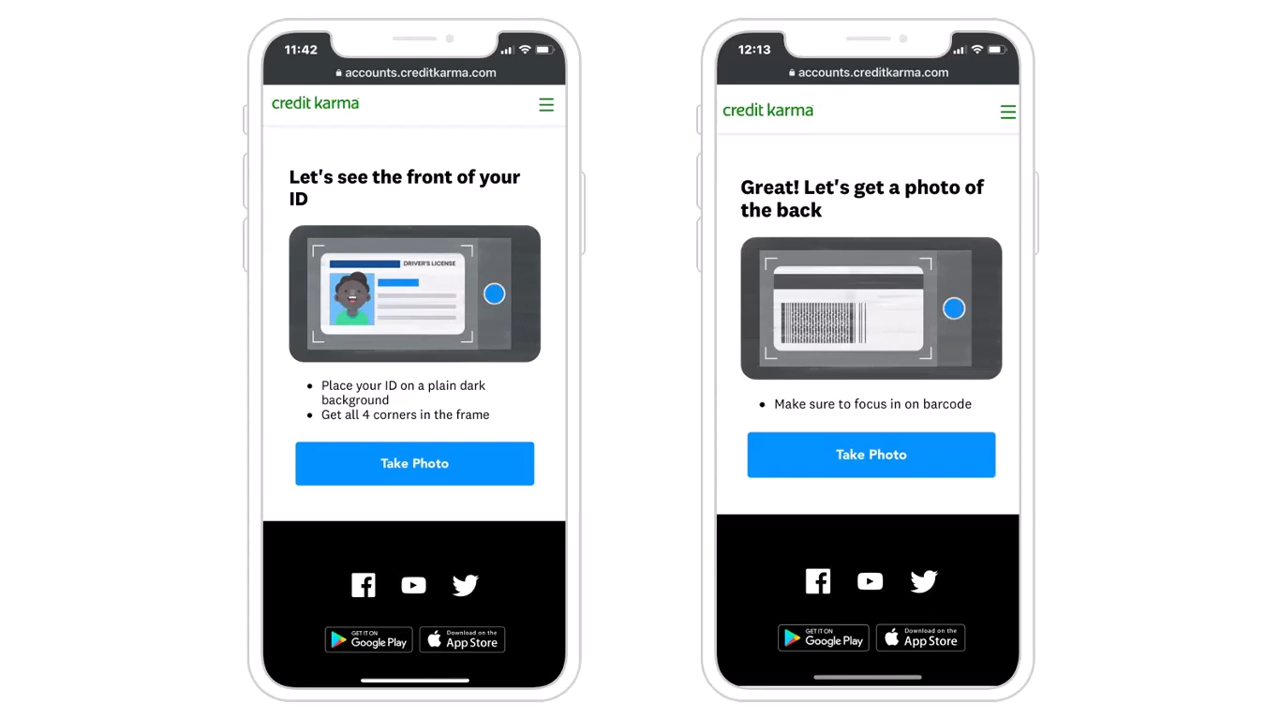 11:42
accounts.creditkarma.com
credit karma
Let's see the front of your
ID
DRIVER'S LICENSE
• Place your ID on a plain dark
background
• Get all 4 corners in the frame
Take Photo
GET IT ON
Google Play
Download on the
App Store
12:13
accounts.creditkarma.com
credit karma
Great! Let's get a photo of
the back
• Make sure to focus in on barcode
Take Photo
GET IT ON
Google Play
Download on the
App Store